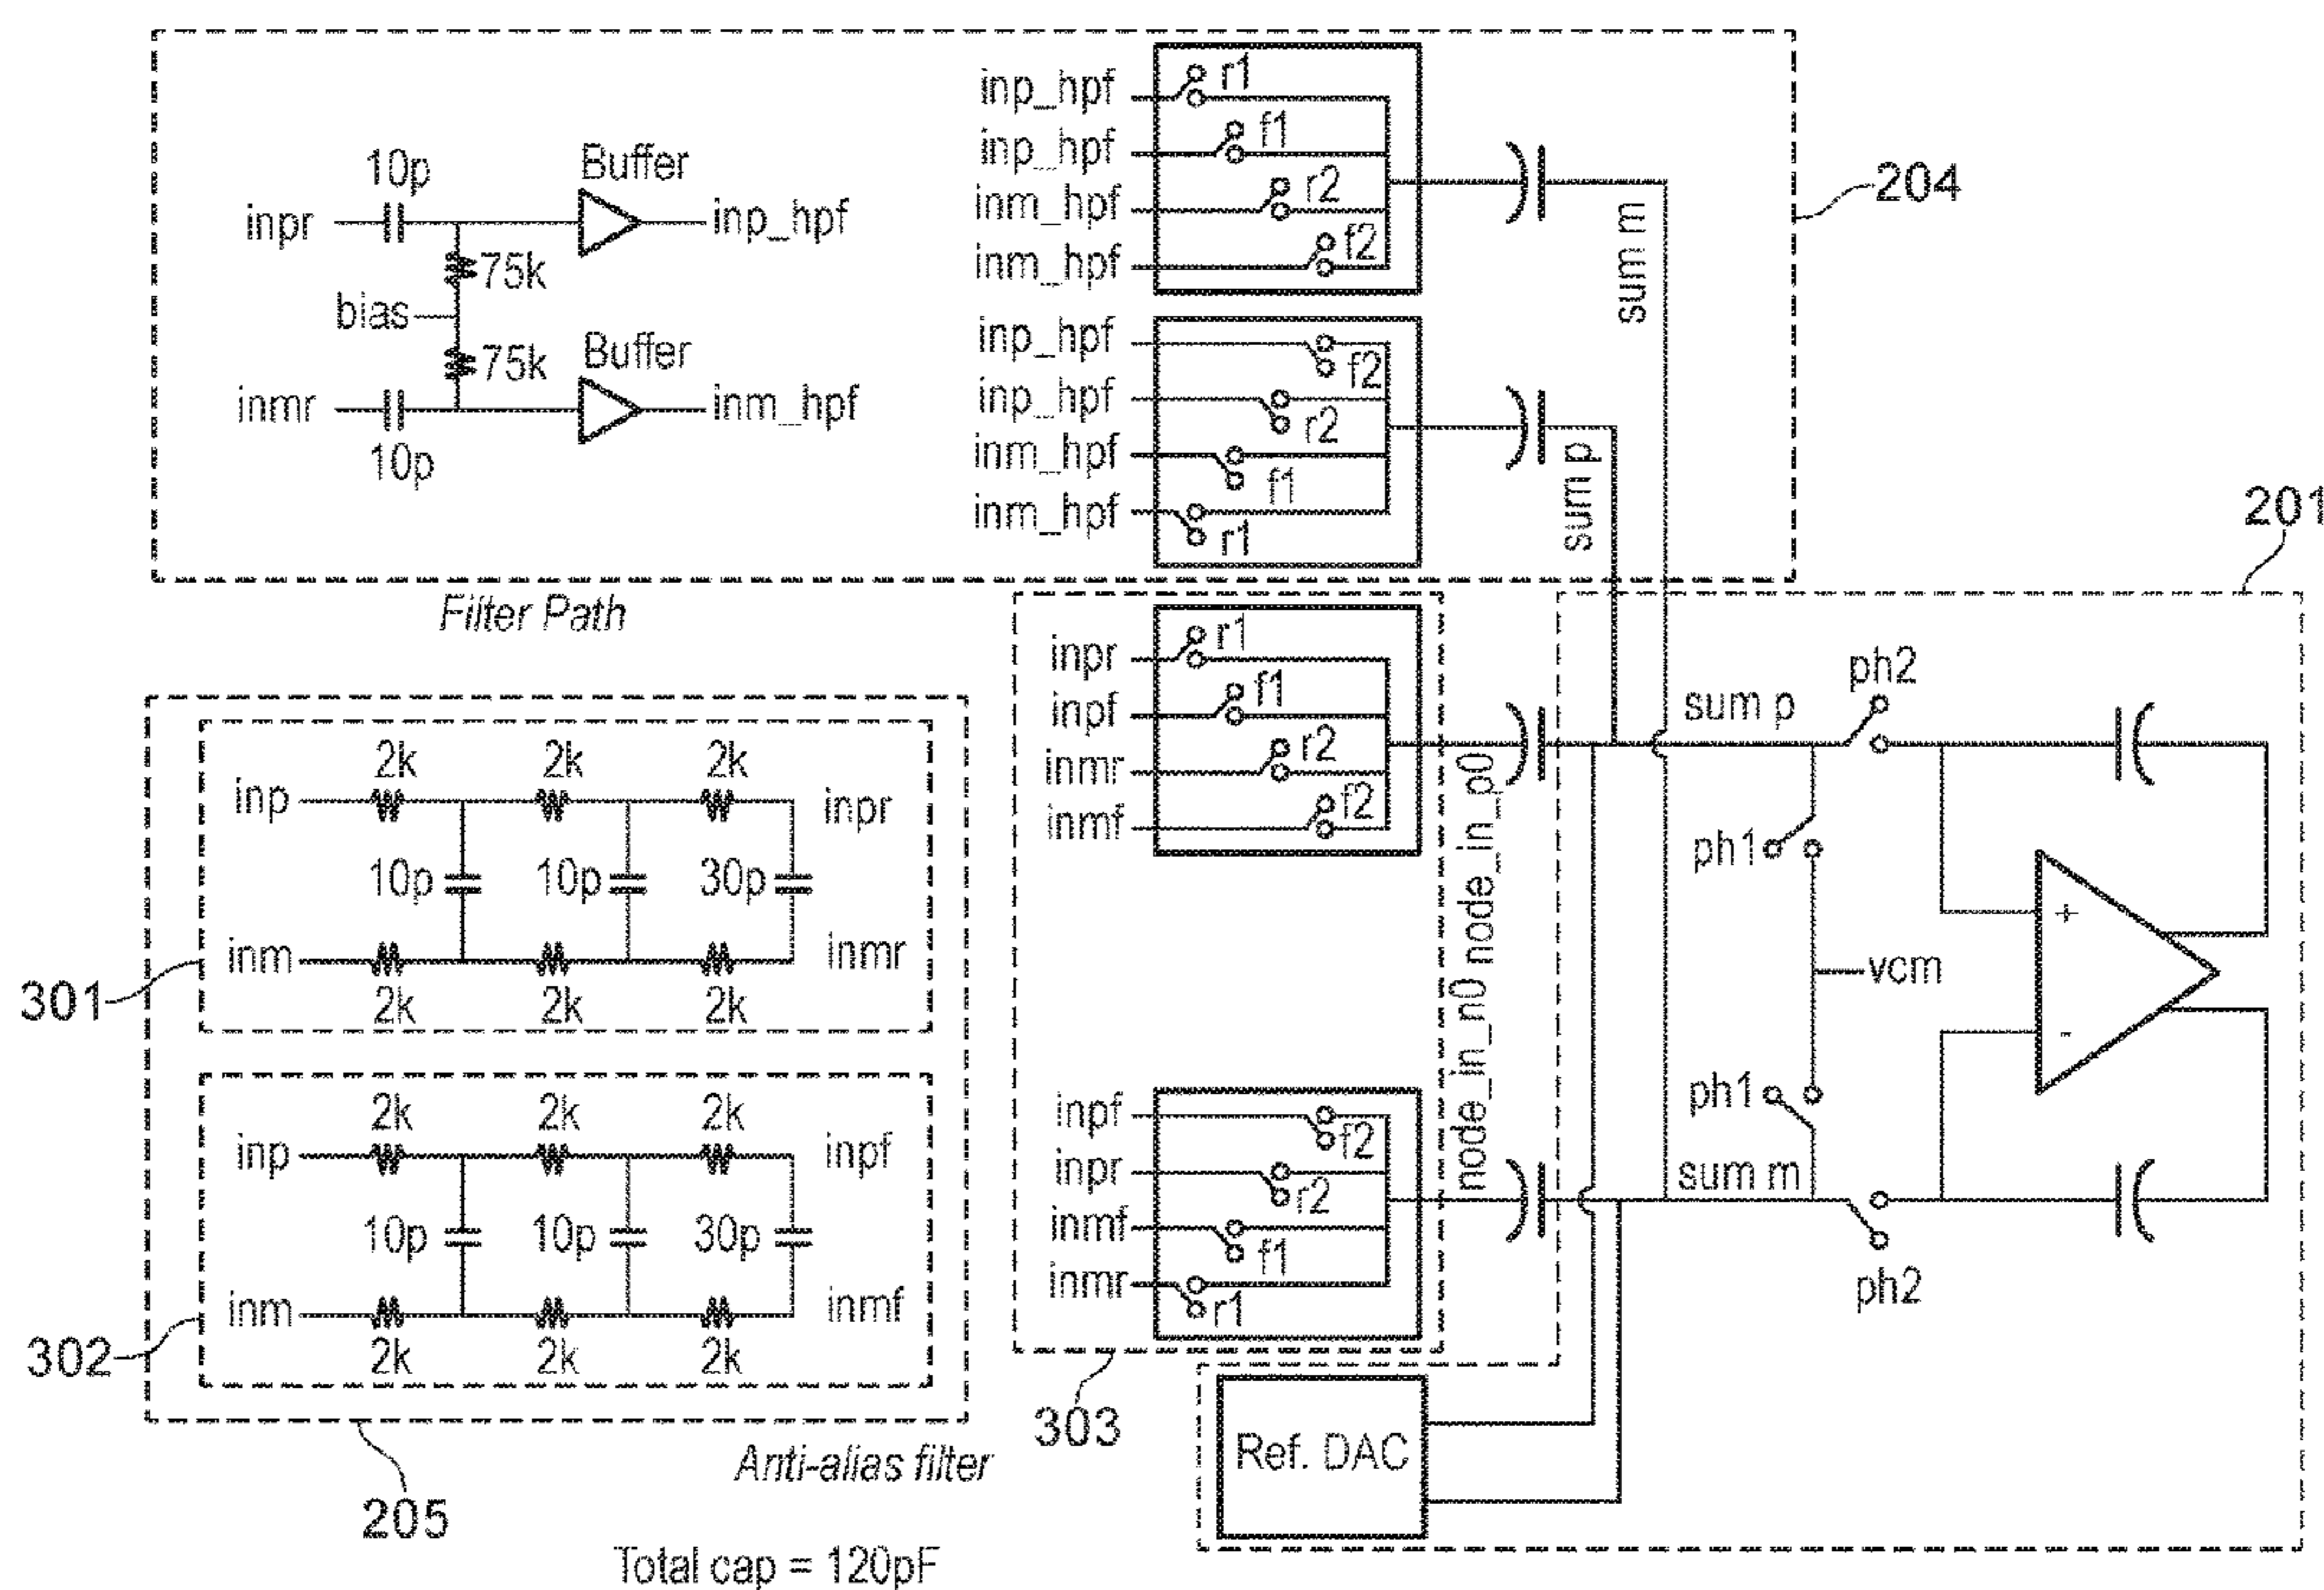 inp_hpf r1
inp_hpf f1
inm_hpf r2
inm_hpf f2
204
10p Buffer
inpr inp_hpf
75k
bias
75k Buffer
inmr inm_hpf
10p
sum m
inp_hpf f2
inp_hpf r2
inm_hpf f1
inm_hpf r1
sum p
201
Filter Path
inpr r1
inpf f1
inmr r2
inmf f2
node_in_p0
sum p ph2
ph1
vcm
+
-
ph1
sum m
ph2
2k 2k 2k
inp inpr
10p 10p 30p
inm inmr
2k 2k 2k
301
2k 2k 2k
inp inpf
10p 10p 30p
inm inmf
2k 2k 2k
302
inpf f2
inpr r2
inmf f1
inmr r1
node_in_n0
303
Ref. DAC
Anti-alias filter
205
Total cap = 120pF